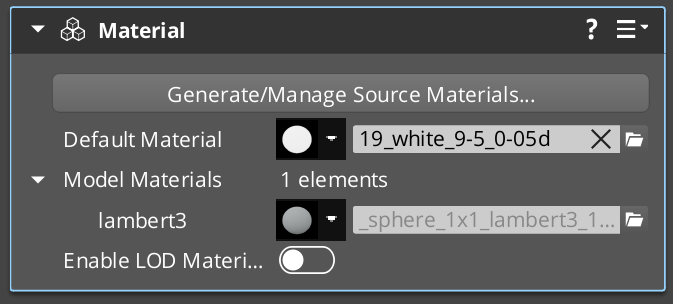 Material ?
Generate/Manage Source Materials...
Default Material 19_white_9-5_0-05d
Model Materials 1 elements
lambert3 _sphere_1x1_lambert3_1...
Enable LOD Materi...